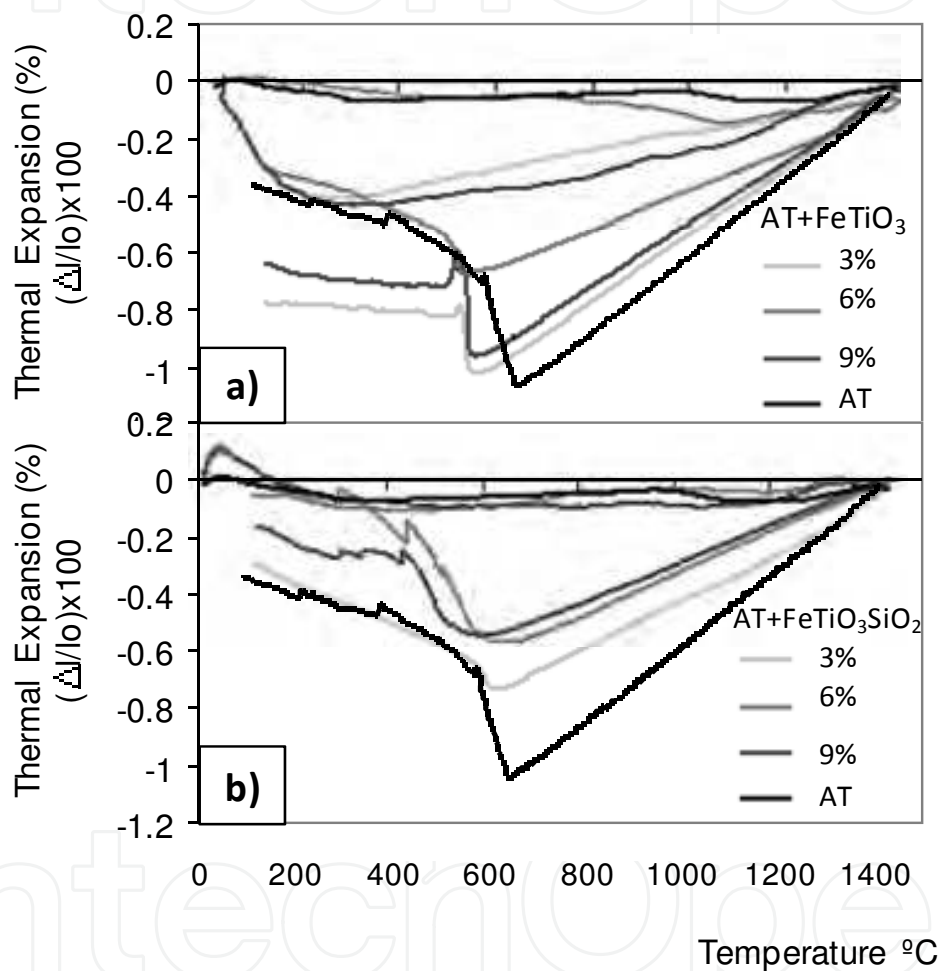 0.2
0
-0.2
-0.4
-0.6
-0.8
-1
Thermal Expansion (%)
(Δl/lo)x100
a)
AT+FeTiO₃
3%
6%
9%
AT
0.2
0
-0.2
-0.4
-0.6
-0.8
-1
-1.2
Thermal Expansion (%)
(Δl/lo)x100
b)
AT+FeTiO₃SiO₂
3%
6%
9%
AT
0 200 400 600 800 1000 1200 1400
Temperature ºC